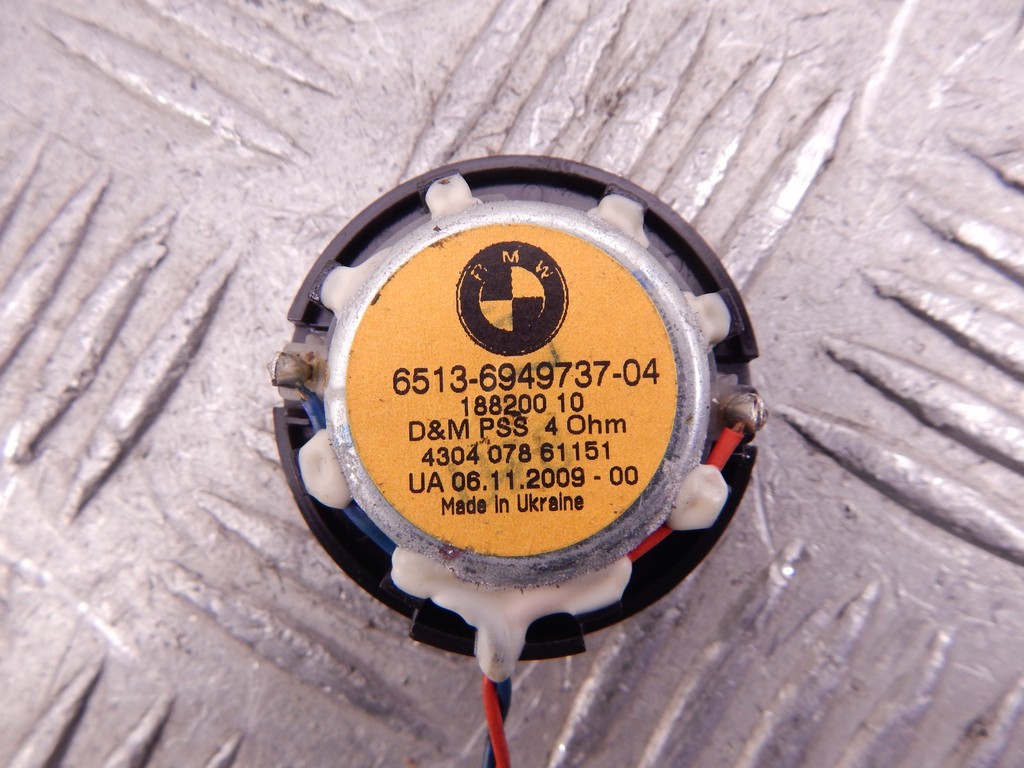 BMW
6513-6949737-04
188200 10
D&M PSS 4 Ohm
4304 078 61151
UA 06.11.2009 - 00
Made in Ukraine